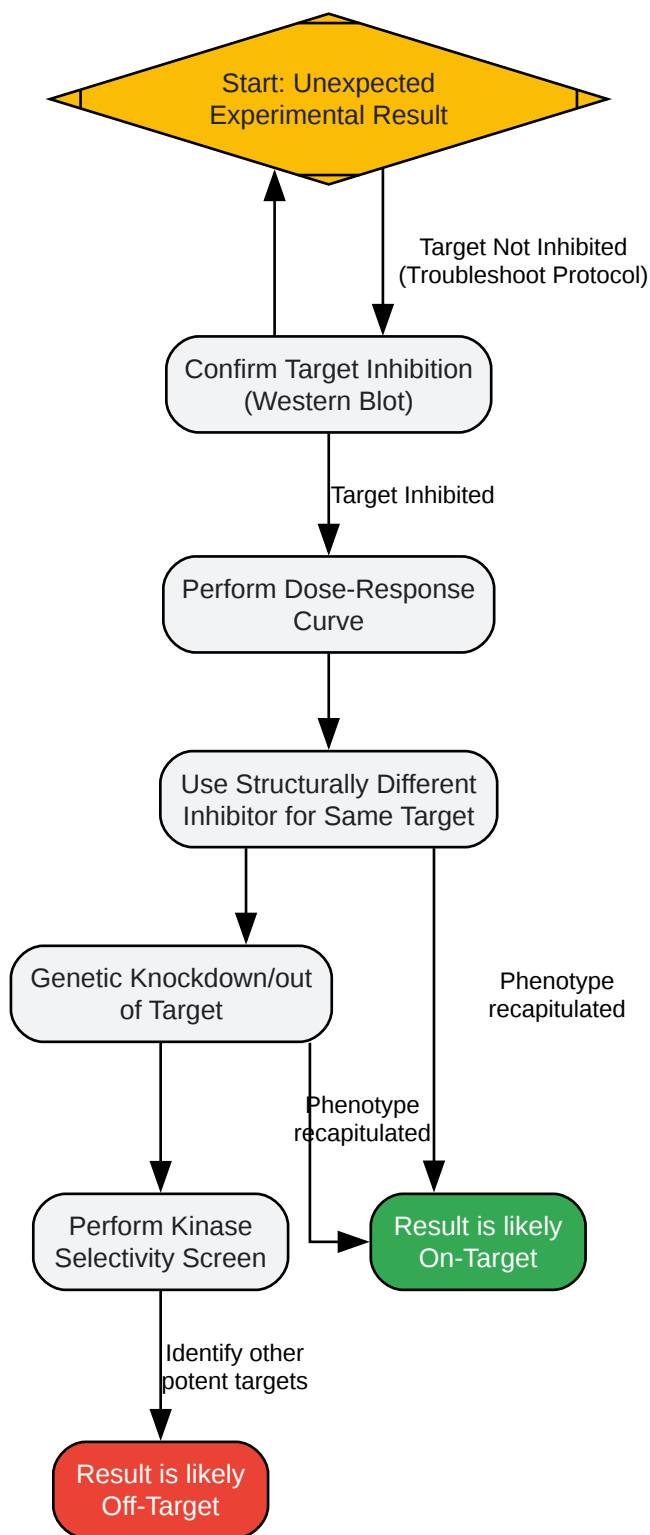 Start: Unexpected
Experimental Result
Target Not Inhibited
(Troubleshoot Protocol)
Confirm Target Inhibition
(Western Blot)
Target Inhibited
Perform Dose-Response
Curve
Use Structurally Different
Inhibitor for Same Target
Genetic Knockdown/out
of Target
Phenotype
recapitulated
Phenotype
recapitulated
Perform Kinase
Selectivity Screen
Result is likely
On-Target
Identify other
potent targets
Result is likely
Off-Target